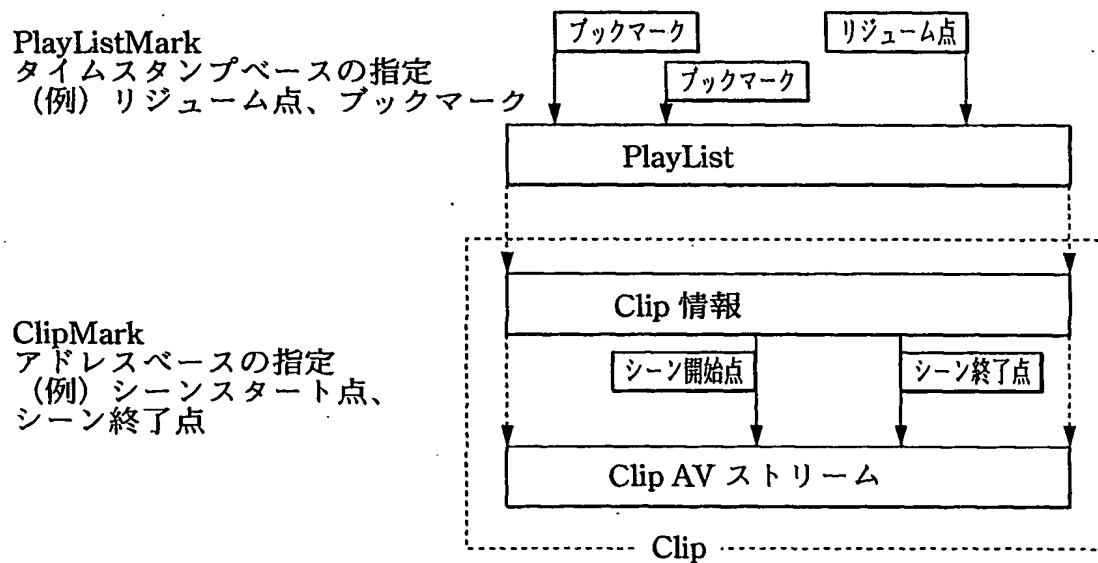 PlayListMark
タイムスタンプベースの指定
(例) リジューム点、ブックマーク
ブックマーク
ブックマーク
リジューム点
PlayList
ClipMark
アドレスベースの指定
(例) シーンスタート点、
シーン終了点
Clip 情報
シーン開始点
シーン終了点
Clip AV ストリーム
Clip